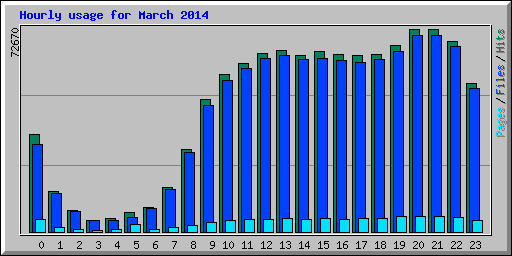 Hourly usage for March 2014
72670
Pages/Files/Hits
0 1 2 3 4 5 6 7 8 9 10 11 12 13 14 15 16 17 18 19 20 21 22 23